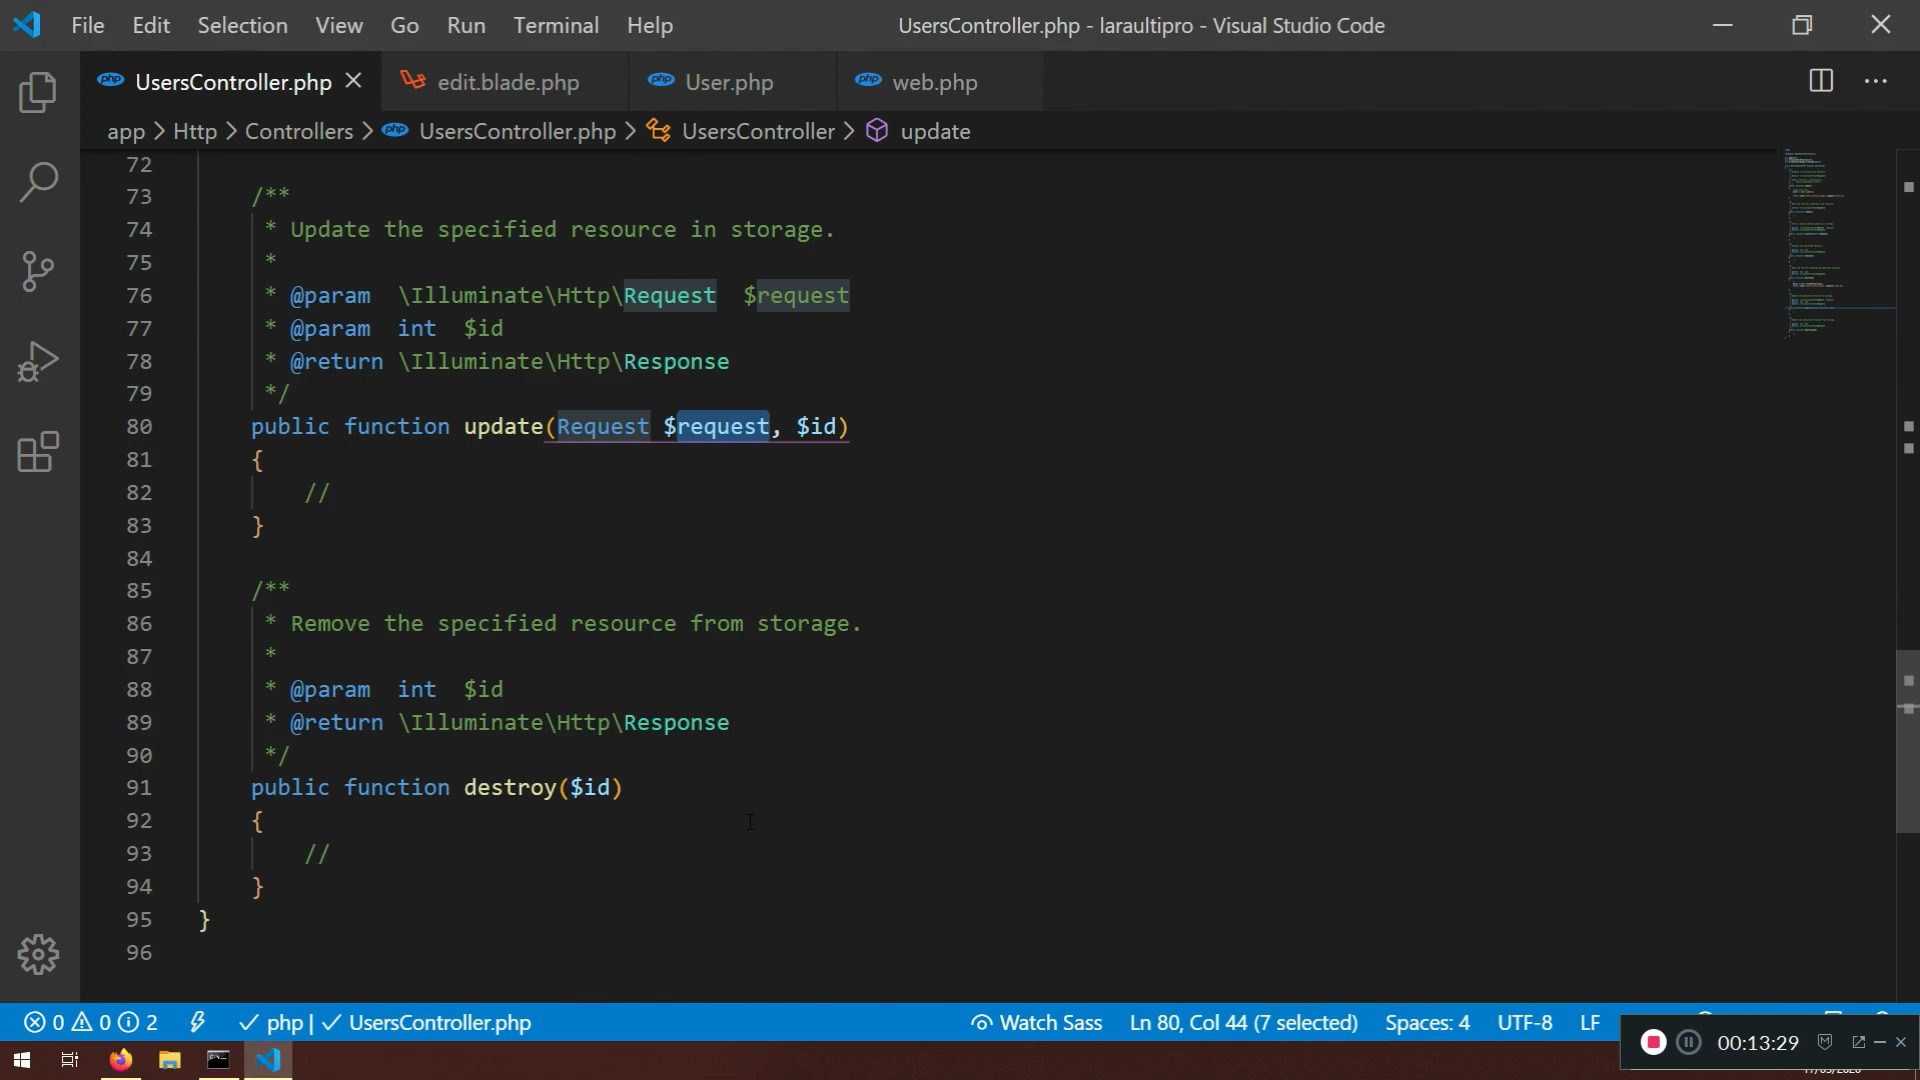 File Edit Selection View Go Run Terminal Help UsersController.php - laraultipro - Visual Studio Code
php UsersController.php edit.blade.php php User.php php web.php
app > Http > Controllers > php UsersController.php > UsersController > update
72
73 /**
74 * Update the specified resource in storage.
75 *
76 * @param \Illuminate\Http\Request $request
77 * @param int $id
78 * @return \Illuminate\Http\Response
79 */
80 public function update(Request $request, $id)
81 {
82 //
83 }
84
85 /**
86 * Remove the specified resource from storage.
87 *
88 * @param int $id
89 * @return \Illuminate\Http\Response
90 */
91 public function destroy($id)
92 {
93 //
94 }
95 }
96
0 0 2 php | UsersController.php Watch Sass Ln 80, Col 44 (7 selected) Spaces: 4 UTF-8 LF
00:13:29